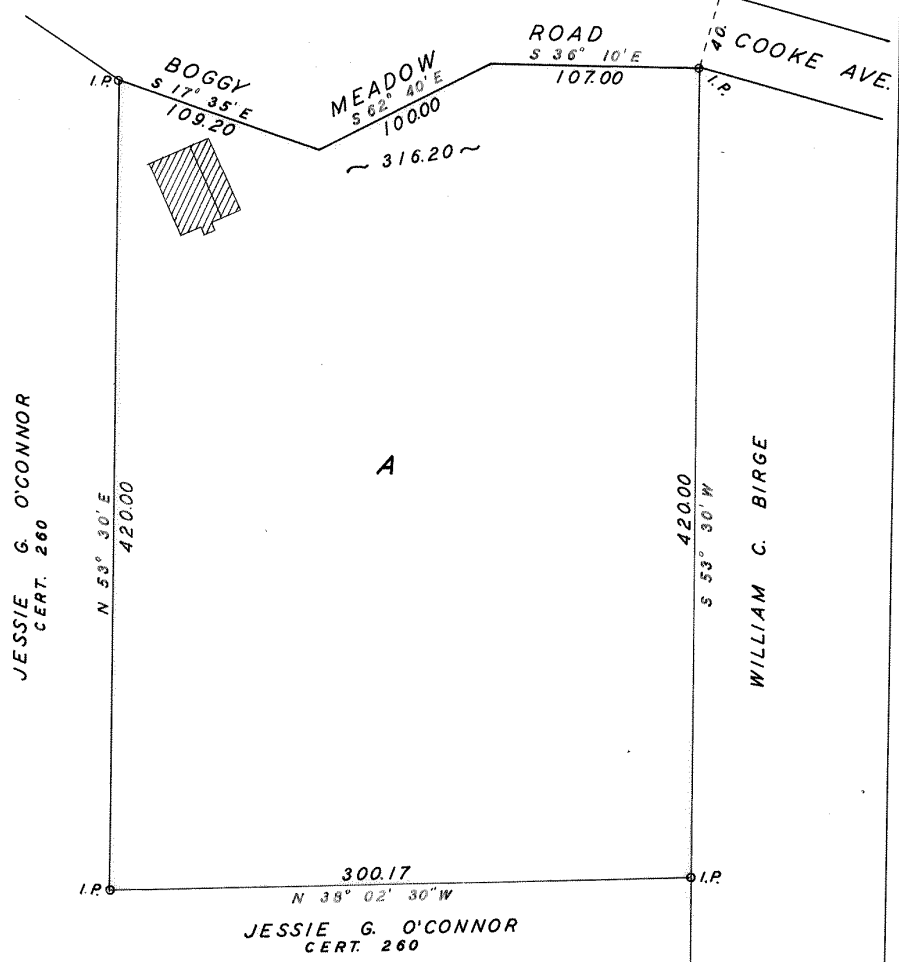 BOGGY MEADOW ROAD
S 17° 35' E
109.20
S 62° 40' E
100.00
S 36° 10' E
107.00
~ 316.20 ~
40.
COOKE AVE.
I.P.
I.P.
JESSIE G. O'CONNOR
CERT. 260
N 53° 30' E
420.00
A
420.00
S 53° 30' W
WILLIAM C. BIRGE
I.P.
300.17
N 38° 02' 30" W
I.P.
JESSIE G. O'CONNOR
CERT. 260